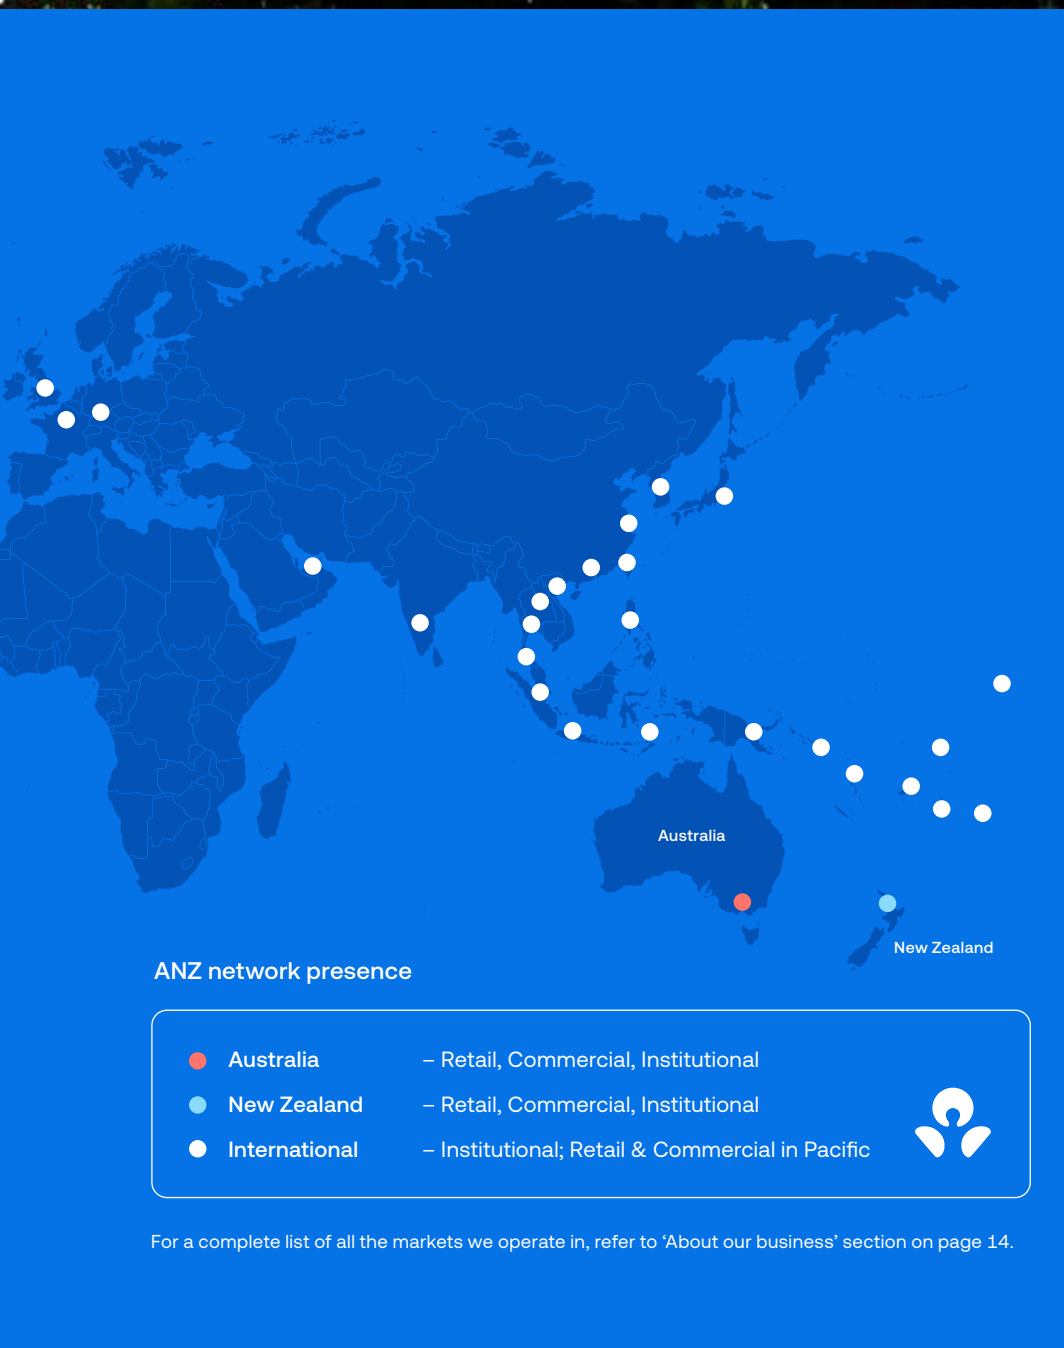 Australia
New Zealand
ANZ network presence
Australia – Retail, Commercial, Institutional
New Zealand – Retail, Commercial, Institutional
International – Institutional; Retail & Commercial in Pacific
For a complete list of all the markets we operate in, refer to ‘About our business’ section on page 14.